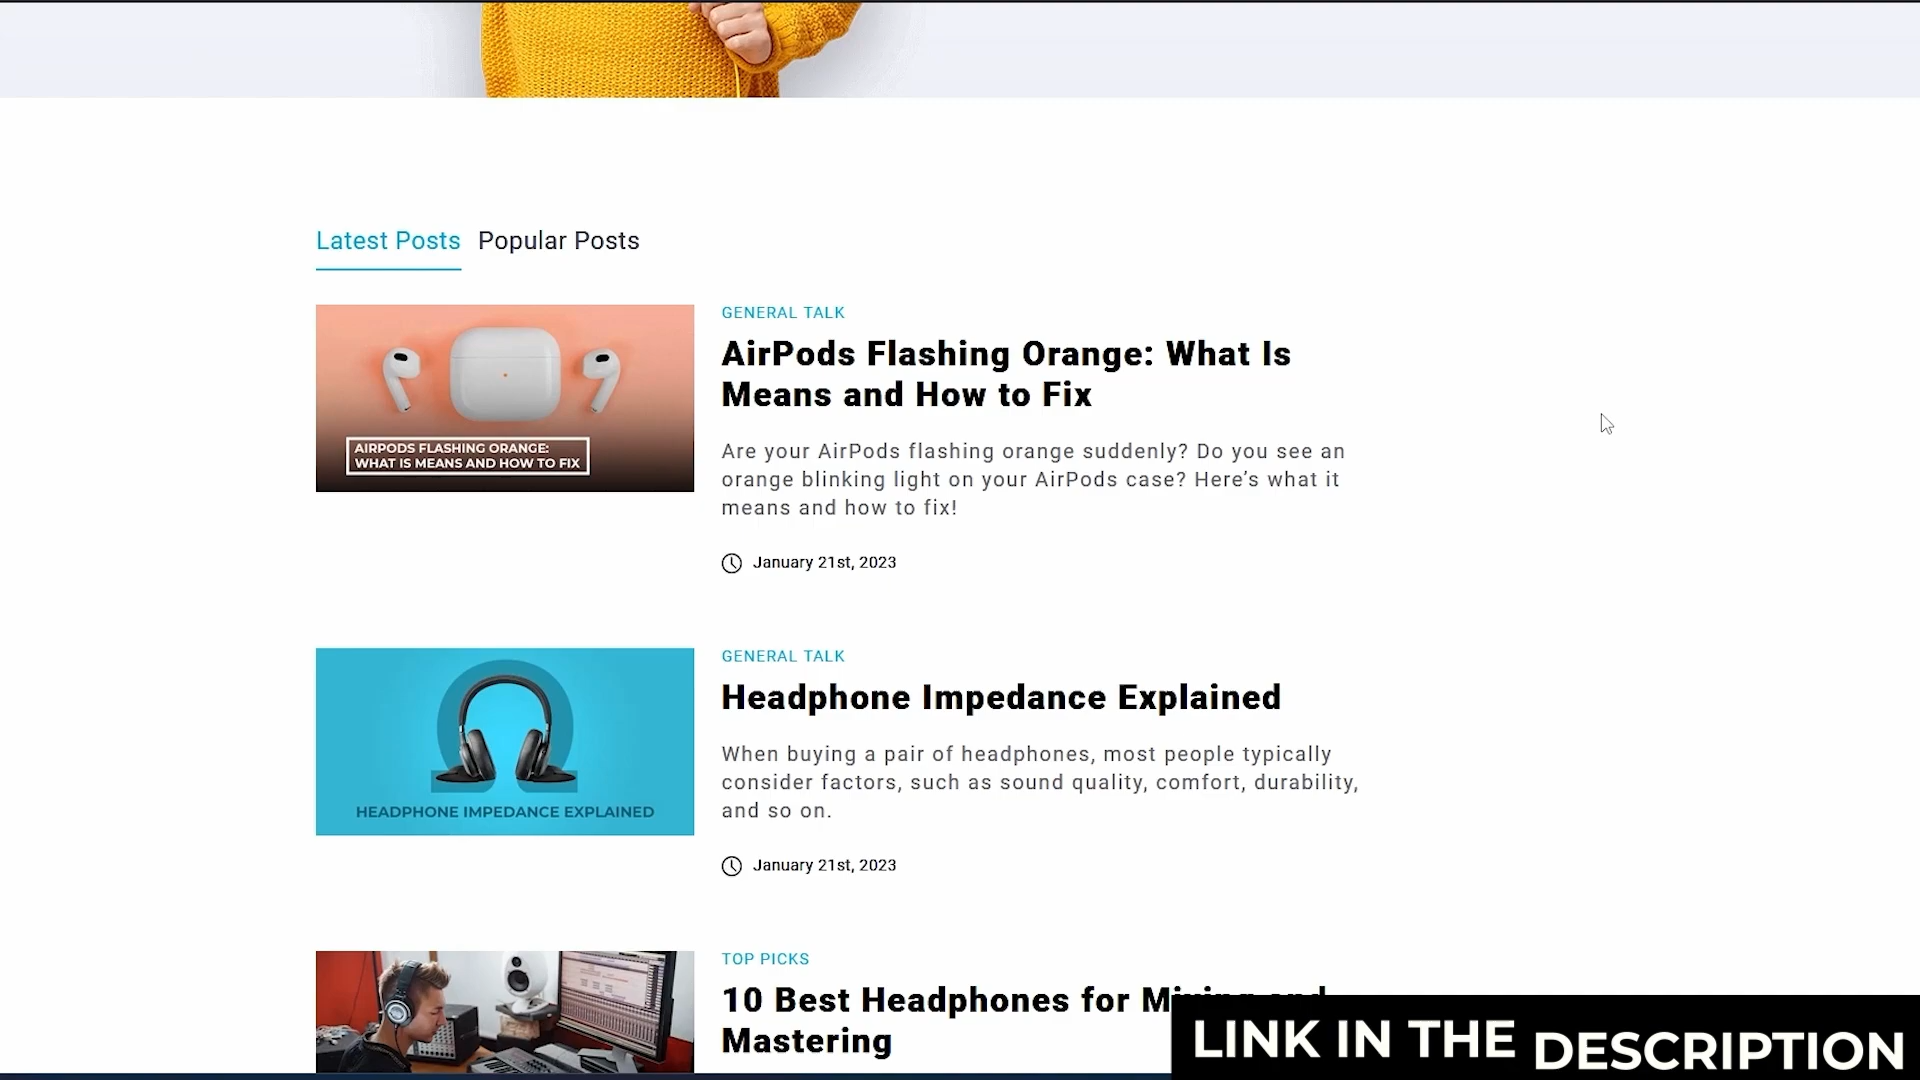 Latest Posts Popular Posts
AIRPODS FLASHING ORANGE:
WHAT IS MEANS AND HOW TO FIX
GENERAL TALK
AirPods Flashing Orange: What Is
Means and How to Fix
Are your AirPods flashing orange suddenly? Do you see an
orange blinking light on your AirPods case? Here’s what it
means and how to fix!
January 21st, 2023
HEADPHONE IMPEDANCE EXPLAINED
GENERAL TALK
Headphone Impedance Explained
When buying a pair of headphones, most people typically
consider factors, such as sound quality, comfort, durability,
and so on.
January 21st, 2023
TOP PICKS
10 Best Headphones for Mixing and
Mastering
LINK IN THE DESCRIPTION